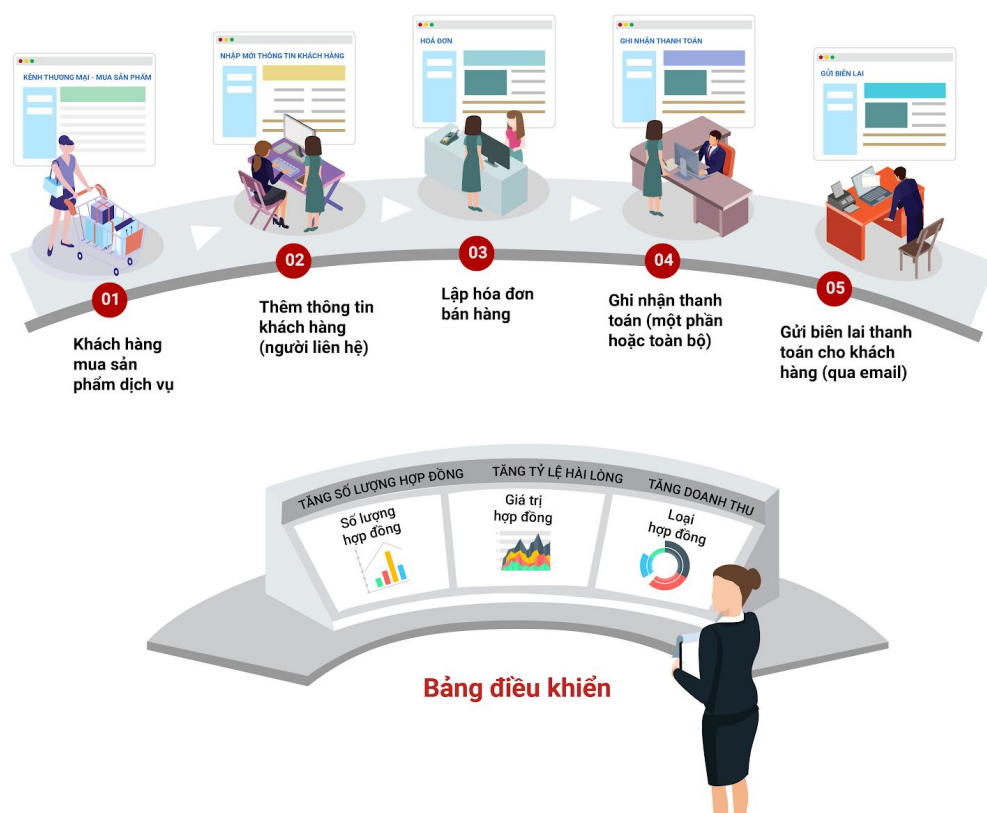 KÊNH THƯƠNG MẠI - MUA SẢN PHẨM
NHẬP MỚI THÔNG TIN KHÁCH HÀNG
HOÁ ĐƠN
GHI NHẬN THANH TOÁN
GỬI BIÊN LAI
01
Khách hàng
mua sản
phẩm dịch vụ
02
Thêm thông tin
khách hàng
(người liên hệ)
03
Lập hóa đơn
bán hàng
04
Ghi nhận thanh
toán (một phần
hoặc toàn bộ)
05
Gửi biên lai thanh
toán cho khách
hàng (qua email)
TĂNG SỐ LƯỢNG HỢP ĐỒNG
TĂNG TỶ LỆ HÀI LÒNG
TĂNG DOANH THU
Số lượng
hợp đồng
Giá trị
hợp đồng
Loại
hợp đồng
Bảng điều khiển